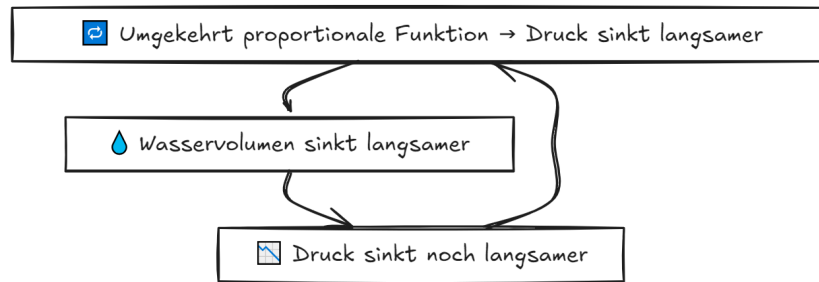 🔁 Umgekehrt proportionale Funktion → Druck sinkt langsamer
💧 Wasservolumen sinkt langsamer
📉 Druck sinkt noch langsamer